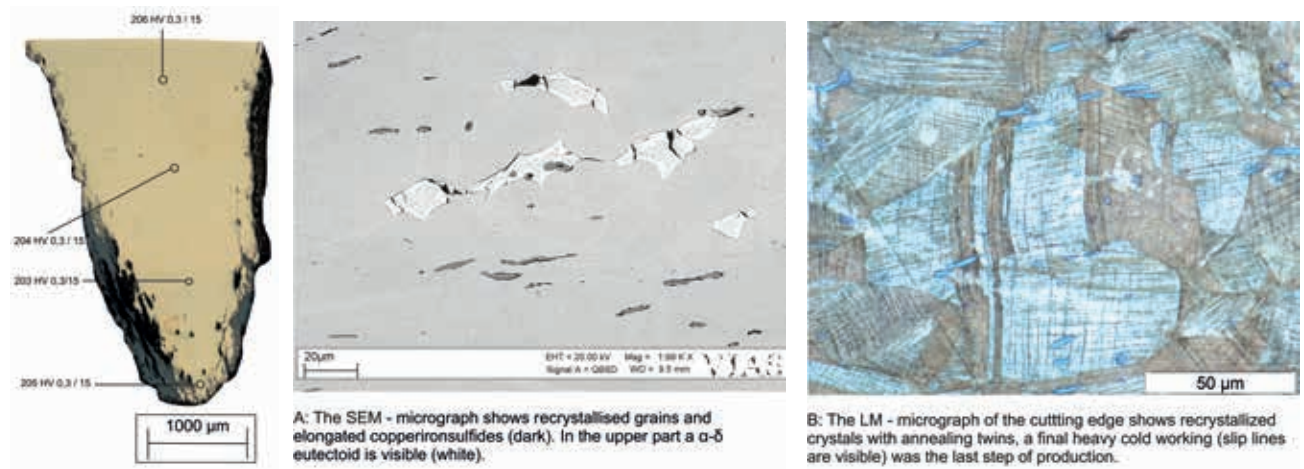 206 HV 0,3 / 15
204 HV 0,3 / 15
203 HV 0,3/15
205 HV 0,3 / 15
1000 µm
20µm
EHT = 20.00 kV
Signal A = QBSD
Mag =
K X
WD = 9.5 mm
A: The SEM - micrograph shows recrystallised grains and
elongated copperironsulfides (dark). In the upper part a α-δ
eutectoid is visible (white).
50 µm
B: The LM - micrograph of the cuttting edge shows recrystallized
crystals with annealing twins, a final heavy cold working (slip lines
are visible) was the last step of production.